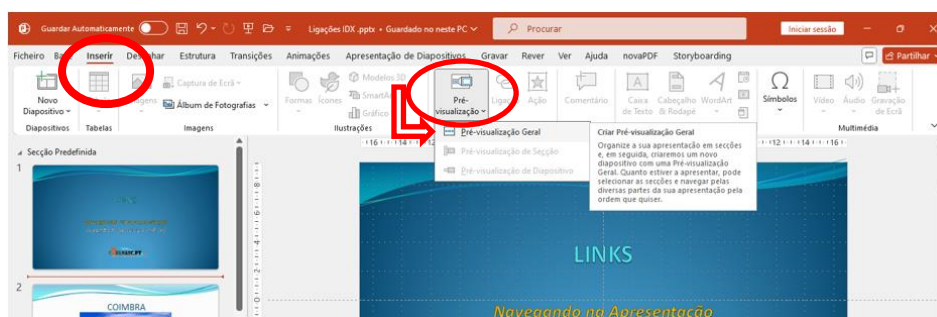 Guardar Automaticamente
Ligações IDX .pptx • Guardado no neste PC
Procurar
Iniciar sessão
Ficheiro
Inserir
Estrutura
Transições
Animações
Apresentação de Diapositivos
Gravar
Rever
Ver
Ajuda
novaPDF
Storyboarding
Partilhar
Novo
Diapositivo
Captura de Ecrã
Álbum de Fotografias
Formas
Ícones
Modelos 3D
SmartArt
Gráfico
Pré-
visualização
Ação
Comentário
Caixa
de Texto
Cabeçalho
& Rodapé
WordArt
Símbolos
Vídeo
Áudio
Gravação
de Ecrã
Diapositivos
Tabelas
Imagens
Ilustrações
Multimédia
Pré-visualização Geral
Pré-visualização de Secção
Pré-visualização de Diapositivo
Criar Pré-visualização Geral
Organize a sua apresentação em secções
e, em seguida, criaremos um novo
diapositivo com uma Pré-visualização
Geral. Quanto estiver a apresentar, pode
selecionar as secções e navegar pelas
diversas partes da sua apresentação pela
ordem que quiser.
Secção Predefinida
1
2
COIMBRA
LINKS
Navegando na Apresentação